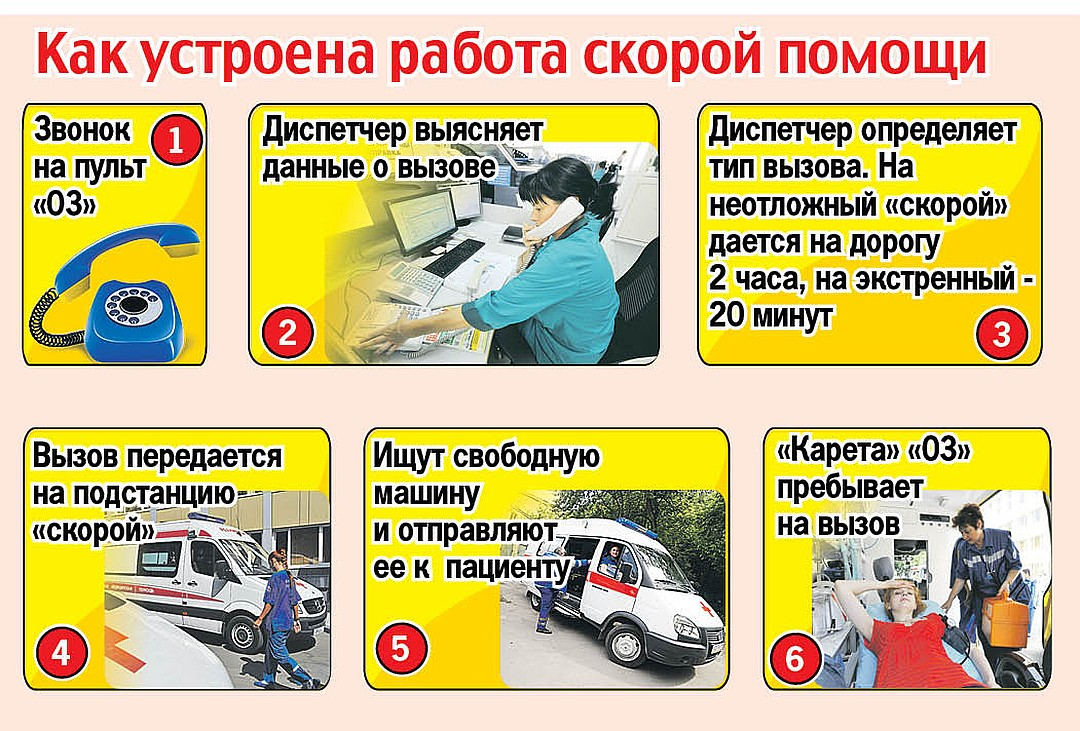 Как устроена работа скорой помощи
Звонок
на пульт
«03»
1
Диспетчер выясняет
данные о вызове
2
Диспетчер определяет
тип вызова. На
неотложный «скорой»
дается на дорогу
2 часа, на экстренный -
20 минут
3
Вызов передается
на подстанцию
«скорой»
4
Ищут свободную
машину
и отправляют
ее к пациенту
5
«Карета» «03»
пребывает
на вызов
6